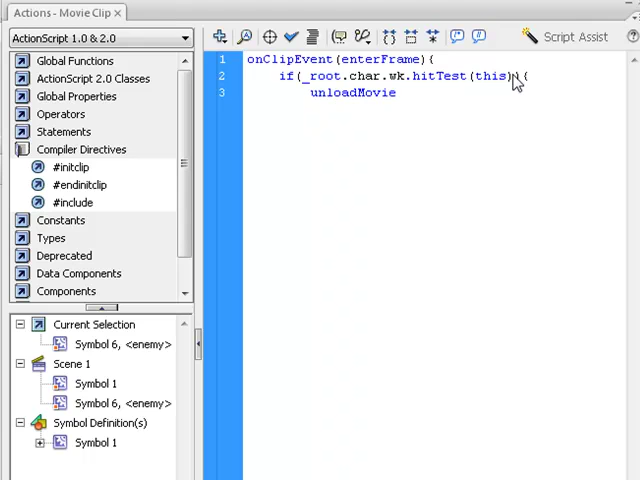 Actions - Movie Clip ×
ActionScript 1.0 & 2.0
Global Functions
ActionScript 2.0 Classes
Global Properties
Operators
Statements
Compiler Directives
#initclip
#endinitclip
#include
Constants
Types
Deprecated
Data Components
Components
Current Selection
Symbol 6, <enemy>
Scene 1
Symbol 1
Symbol 6, <enemy>
Symbol Definition(s)
Symbol 1
Script Assist
1 onClipEvent(enterFrame){
2 if(_root.char.wk.hitTest(this)){
3 unloadMovie